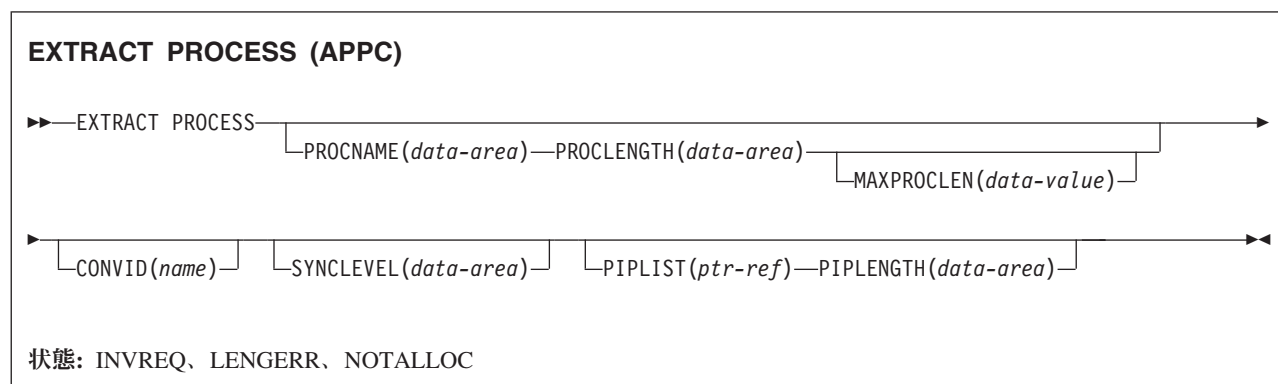 EXTRACT PROCESS (APPC)
EXTRACT PROCESS
PROCNAME(data-area) PROCLENGTH(data-area)
MAXPROCLEN(data-value)
CONVID(name) SYNCLEVEL(data-area) PIPLIST(ptr-ref) PIPLENGTH(data-area)
状態: INVREQ、LENGERR、NOTALLOC